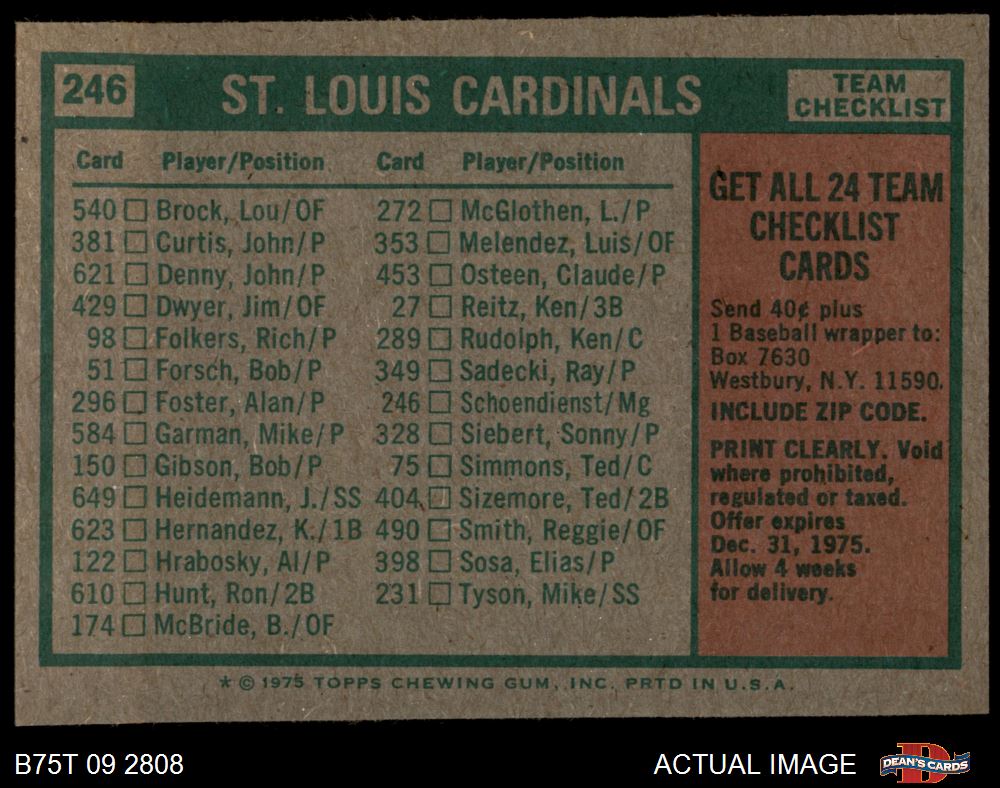 246
ST. LOUIS CARDINALS
TEAM
CHECKLIST
Card Player/Position
540 Brock, Lou/OF
381 Curtis, John/P
621 Denny, John/P
429 Dwyer, Jim/OF
98 Folkers, Rich/P
51 Forsch, Bob/P
296 Foster, Alan/P
584 Garman, Mike/P
150 Gibson, Bob/P
649 Heidemann, J./SS
623 Hernandez, K./1B
122 Hrabosky, Al/P
610 Hunt, Ron/2B
174 McBride, B./OF
Card Player/Position
272 McGlothen, L./P
353 Melendez, Luis/OF
453 Osteen, Claude/P
27 Reitz, Ken/3B
289 Rudolph, Ken/C
349 Sadecki, Ray/P
246 Schoendienst/Mg
328 Siebert, Sonny/P
75 Simmons, Ted/C
404 Sizemore, Ted/2B
490 Smith, Reggie/OF
398 Sosa, Elias/P
231 Tyson, Mike/SS
GET ALL 24 TEAM
CHECKLIST
CARDS
Send 40¢ plus
1 Baseball wrapper to:
Box 7630
Westbury, N.Y. 11590.
INCLUDE ZIP CODE.
PRINT CLEARLY. Void
where prohibited,
regulated or taxed.
Offer expires
Dec. 31, 1975.
Allow 4 weeks
for delivery.
* © 1975 TOPPS CHEWING GUM, INC. PRTD IN U.S.A.
B75T 09 2808
ACTUAL IMAGE
DEAN'S CARDS